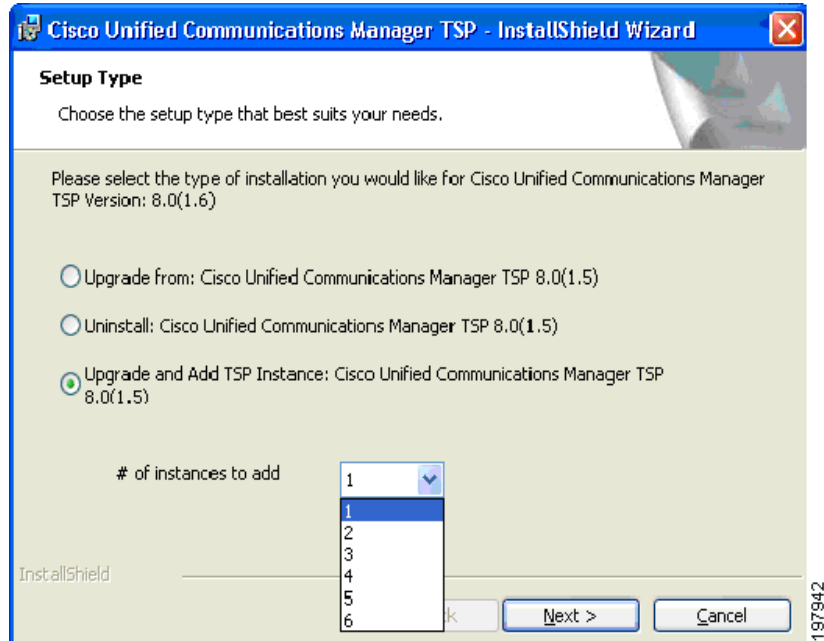 Cisco Unified Communications Manager TSP - InstallShield Wizard
Setup Type
Choose the setup type that best suits your needs.
Please select the type of installation you would like for Cisco Unified Communications Manager
TSP Version: 8.0(1.6)
Upgrade from: Cisco Unified Communications Manager TSP 8.0(1.5)
Uninstall: Cisco Unified Communications Manager TSP 8.0(1.5)
Upgrade and Add TSP Instance: Cisco Unified Communications Manager TSP
8.0(1.5)
# of instances to add
1
1
2
3
4
5
6
InstallShield
k
Next >
Cancel
197942